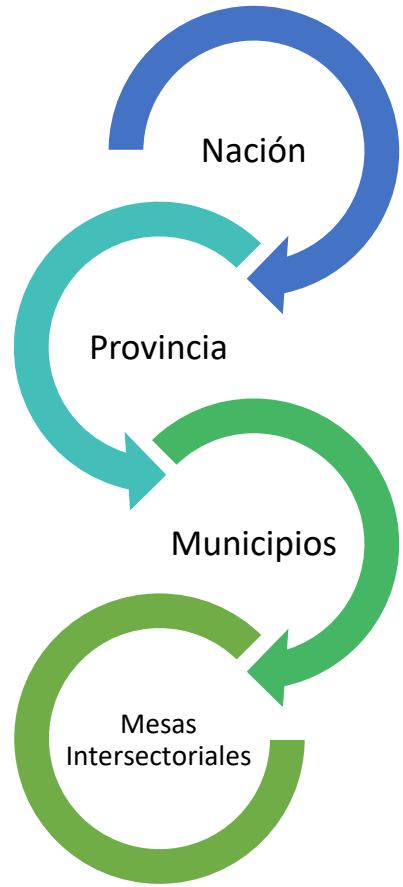 Nación
Provincia
Municipios
Mesas
Intersectoriales